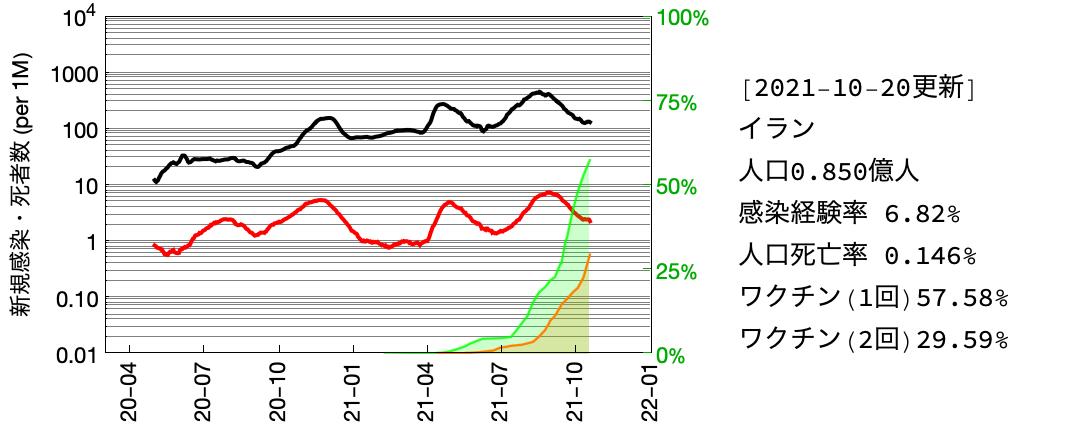 新規感染・死者数 (per 1M)
10⁴
1000
100
10
1
0.10
0.01
100%
75%
50%
25%
0%
20-04
20-07
20-10
21-01
21-04
21-07
21-10
22-01
[2021-10-20更新]
イラン
人口0.850億人
感染経験率 6.82%
人口死亡率 0.146%
ワクチン(1回)57.58%
ワクチン(2回)29.59%